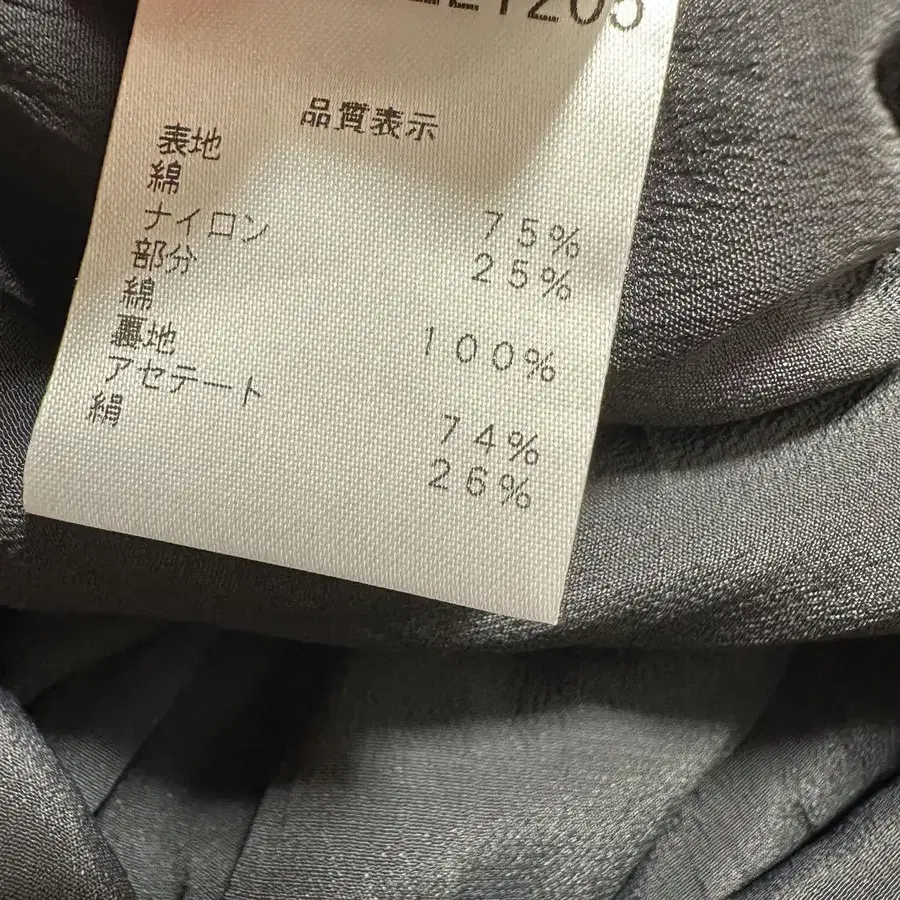 品質表示
表地
綿 75%
ナイロン 25%
部分
綿 100%
裏地
アセテート 74%
絹 26%